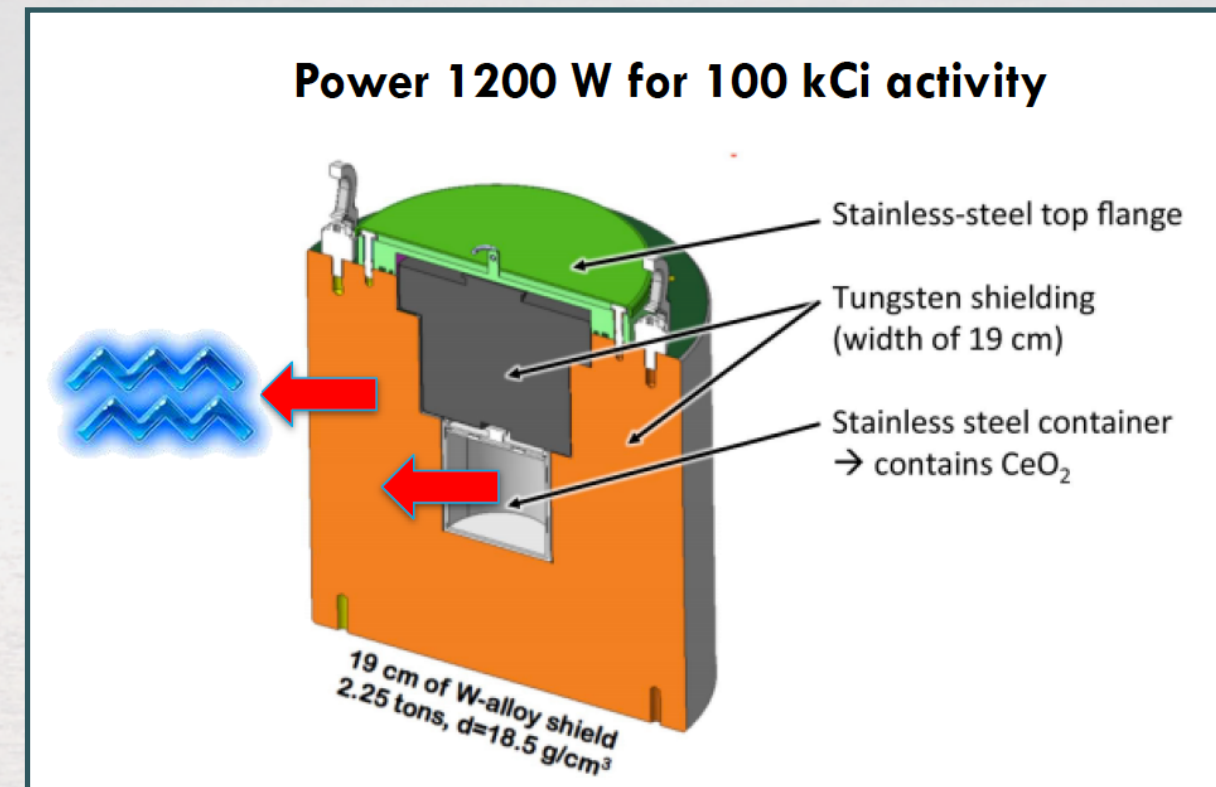 Power 1200 W for 100 kCi activity
Stainless-steel top flange
Tungsten shielding
(width of 19 cm)
Stainless steel container
→ contains CeO₂
19 cm of W-alloy shield
2.25 tons, d=18.5 g/cm³